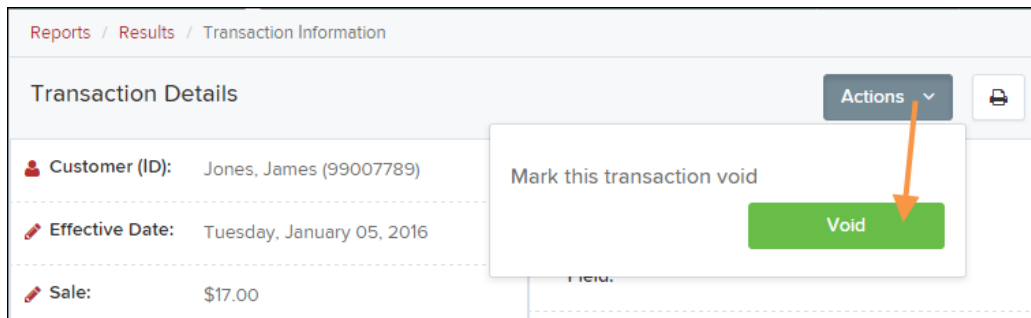 Reports / Results / Transaction Information
Transaction Details
Actions
Customer (ID): Jones, James (99007789)
Mark this transaction void
Effective Date: Tuesday, January 05, 2016
Void
Sale: $17.00